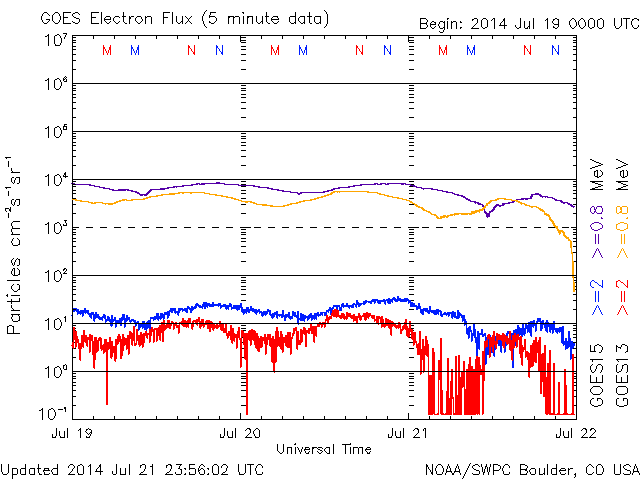 GOES Electron Flux (5 minute data)
Begin: 2014 Jul 19 0000 UTC
M M N N M M N N M M N N
10⁷
10⁶
10⁵
10⁴
10³
10²
10¹
10⁰
10⁻¹
Particles cm⁻²s⁻¹sr⁻¹
Jul 19 Jul 20 Jul 21 Jul 22
Universal Time
GOES15 >=2 >=0.8 MeV
GOES13 >=2 >=0.8 MeV
Updated 2014 Jul 21 23:56:02 UTC
NOAA/SWPC Boulder, CO USA